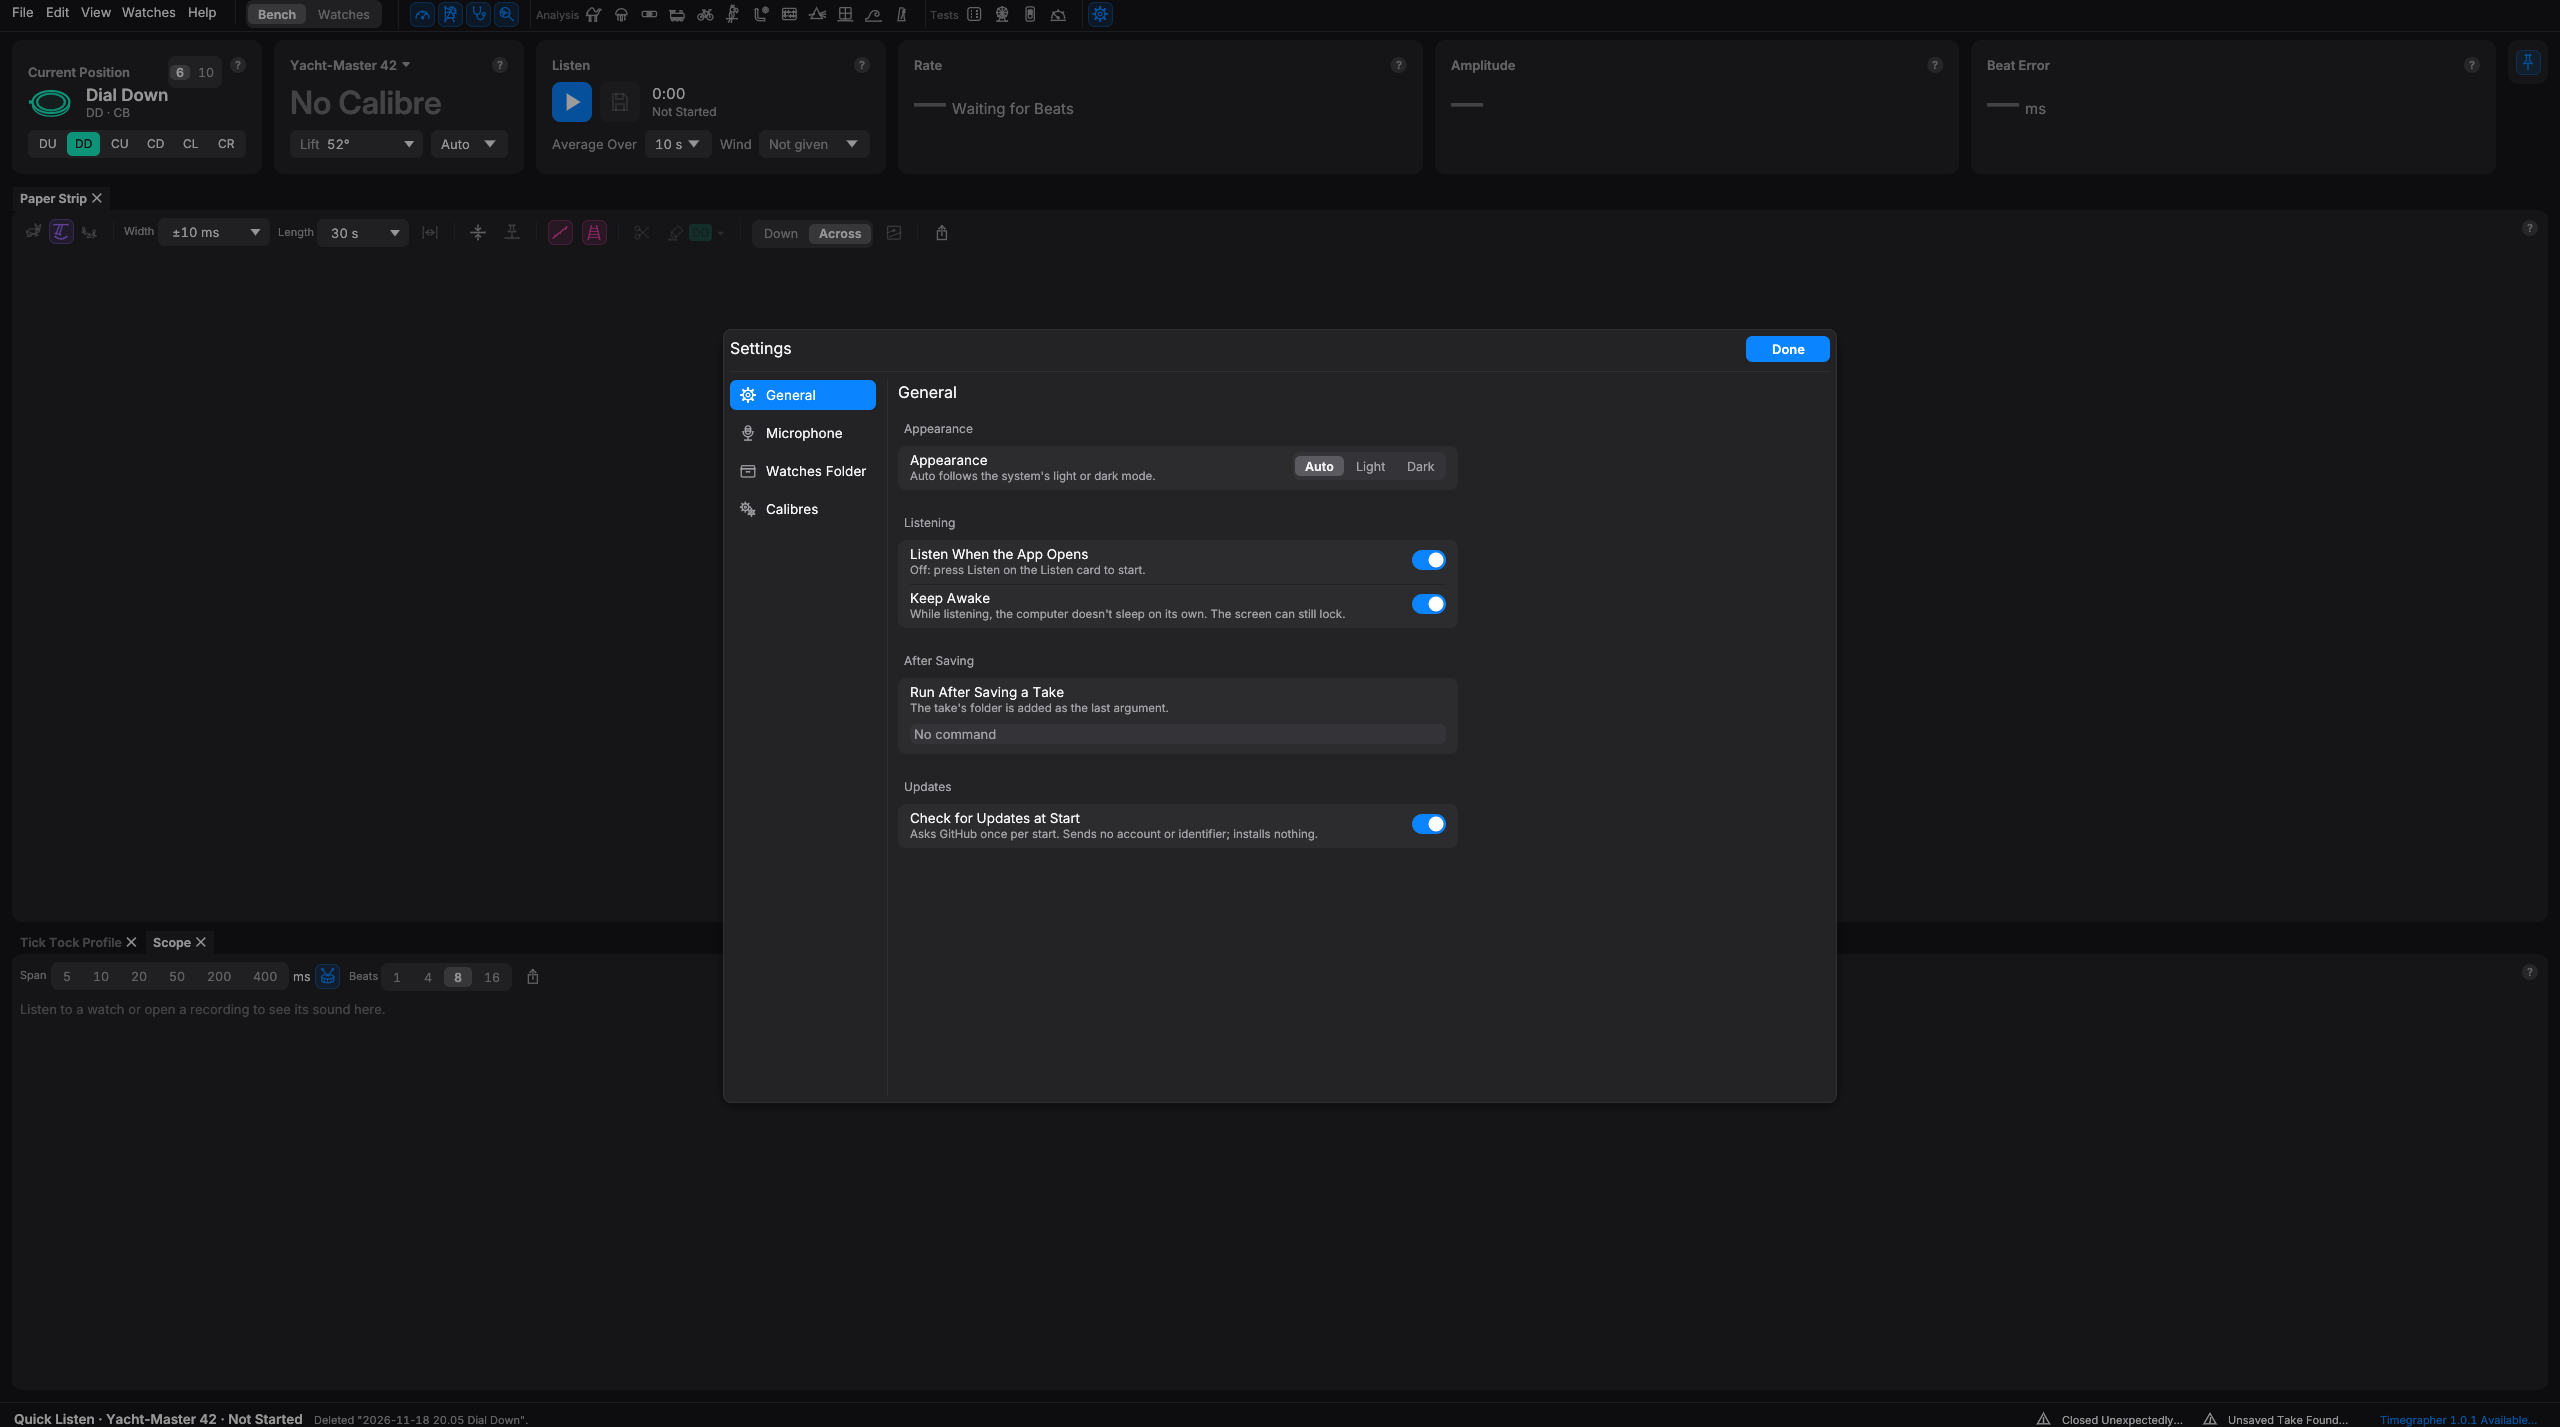 File Edit View Watches Help Bench Watches Analysis Tests
Current Position 6 10 ?
Dial Down
DD · CB
DU DD CU CD CL CR
Yacht-Master 42 ?
No Calibre
Lift 52° Auto
Listen ?
0:00
Not Started
Average Over 10 s Wind Not given
Rate ?
Waiting for Beats
Amplitude ?
Beat Error ?
ms
Paper Strip
Width ±10 ms Length 30 s DD Down Across ?
Settings Done
General
Microphone
Watches Folder
Calibres
General
Appearance
Appearance
Auto follows the system's light or dark mode.
Auto Light Dark
Listening
Listen When the App Opens
Off: press Listen on the Listen card to start.
Keep Awake
While listening, the computer doesn't sleep on its own. The screen can still lock.
After Saving
Run After Saving a Take
The take's folder is added as the last argument.
No command
Updates
Check for Updates at Start
Asks GitHub once per start. Sends no account or identifier; installs nothing.
Tick Tock Profile Scope
Span 5 10 20 50 200 400 ms Beats 1 4 8 16 ?
Listen to a watch or open a recording to see its sound here.
Quick Listen · Yacht-Master 42 · Not Started Deleted "2026-11-18 20.05 Dial Down". Closed Unexpectedly... Unsaved Take Found... Timegrapher 1.0.1 Available...